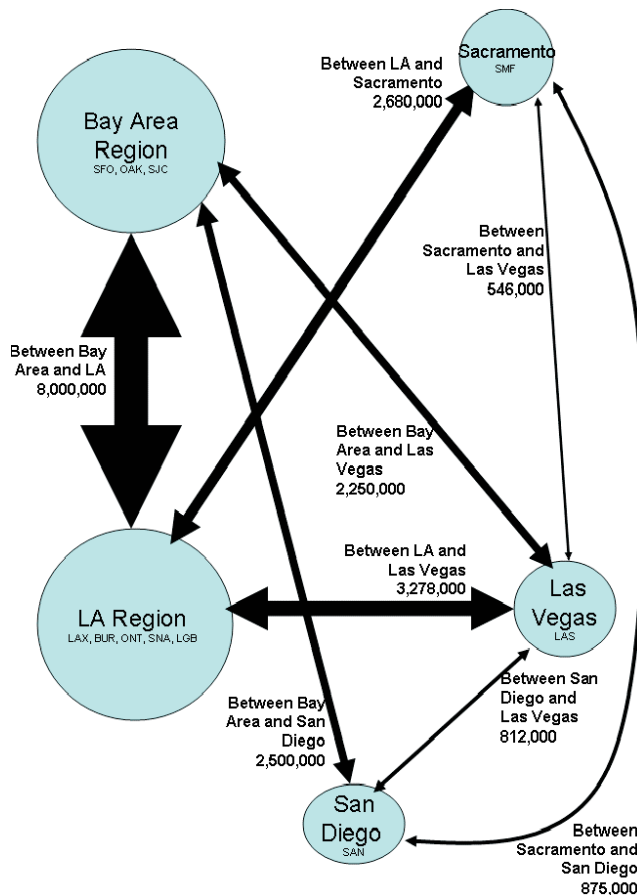 Sacramento
SMF
Between LA and
Sacramento
2,680,000
Bay Area
Region
SFO, OAK, SJC
Between
Sacramento and
Las Vegas
546,000
Between Bay
Area and LA
8,000,000
Between Bay
Area and Las
Vegas
2,250,000
Between LA and
Las Vegas
3,278,000
LA Region
LAX, BUR, ONT, SNA, LGB
Las
Vegas
LAS
Between Bay
Area and San
Diego
2,500,000
Between San
Diego and
Las Vegas
812,000
San
Diego
SAN
Between
Sacramento and
San Diego
875,000